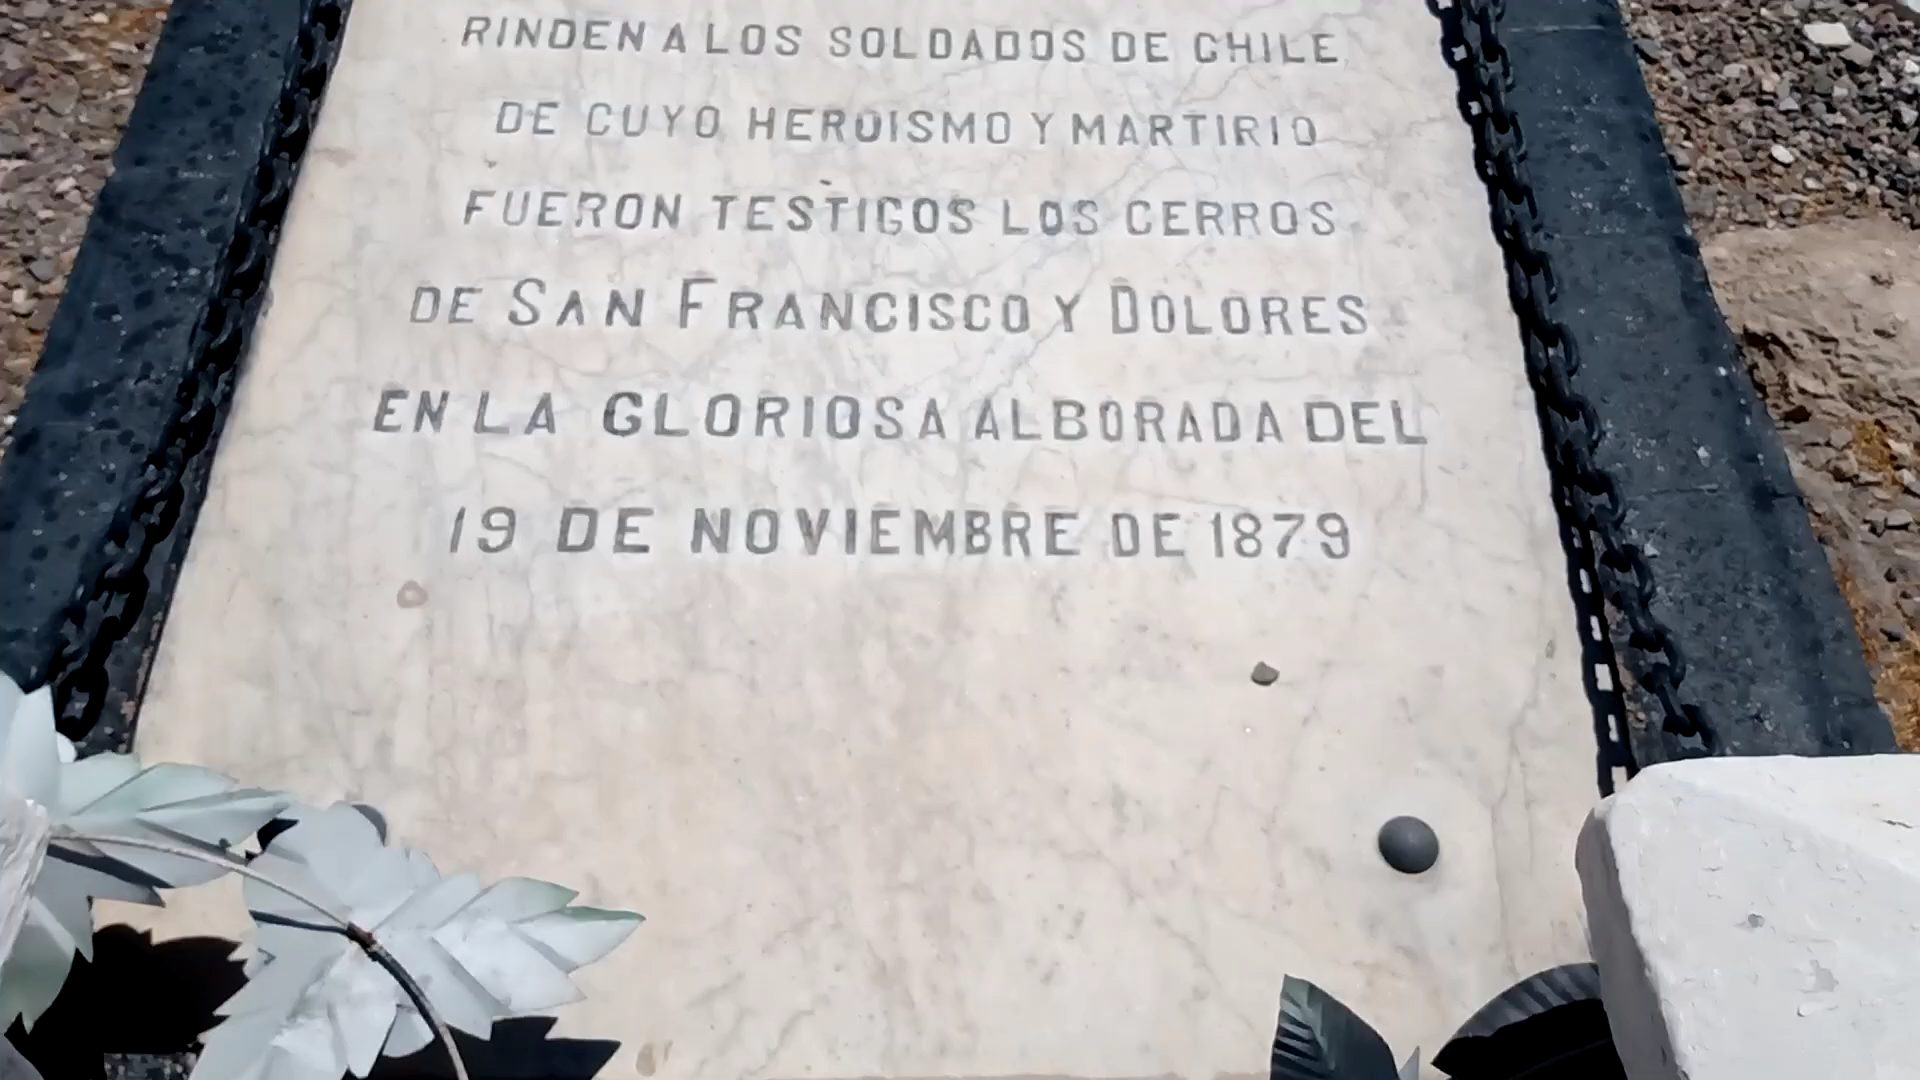 RINDEN A LOS SOLDADOS DE CHILE
DE CUYO HEROISMO Y MARTIRIO
FUERON TESTIGOS LOS CERROS
DE SAN FRANCISCO Y DOLORES
EN LA GLORIOSA ALBORADA DEL
19 DE NOVIEMBRE DE 1879